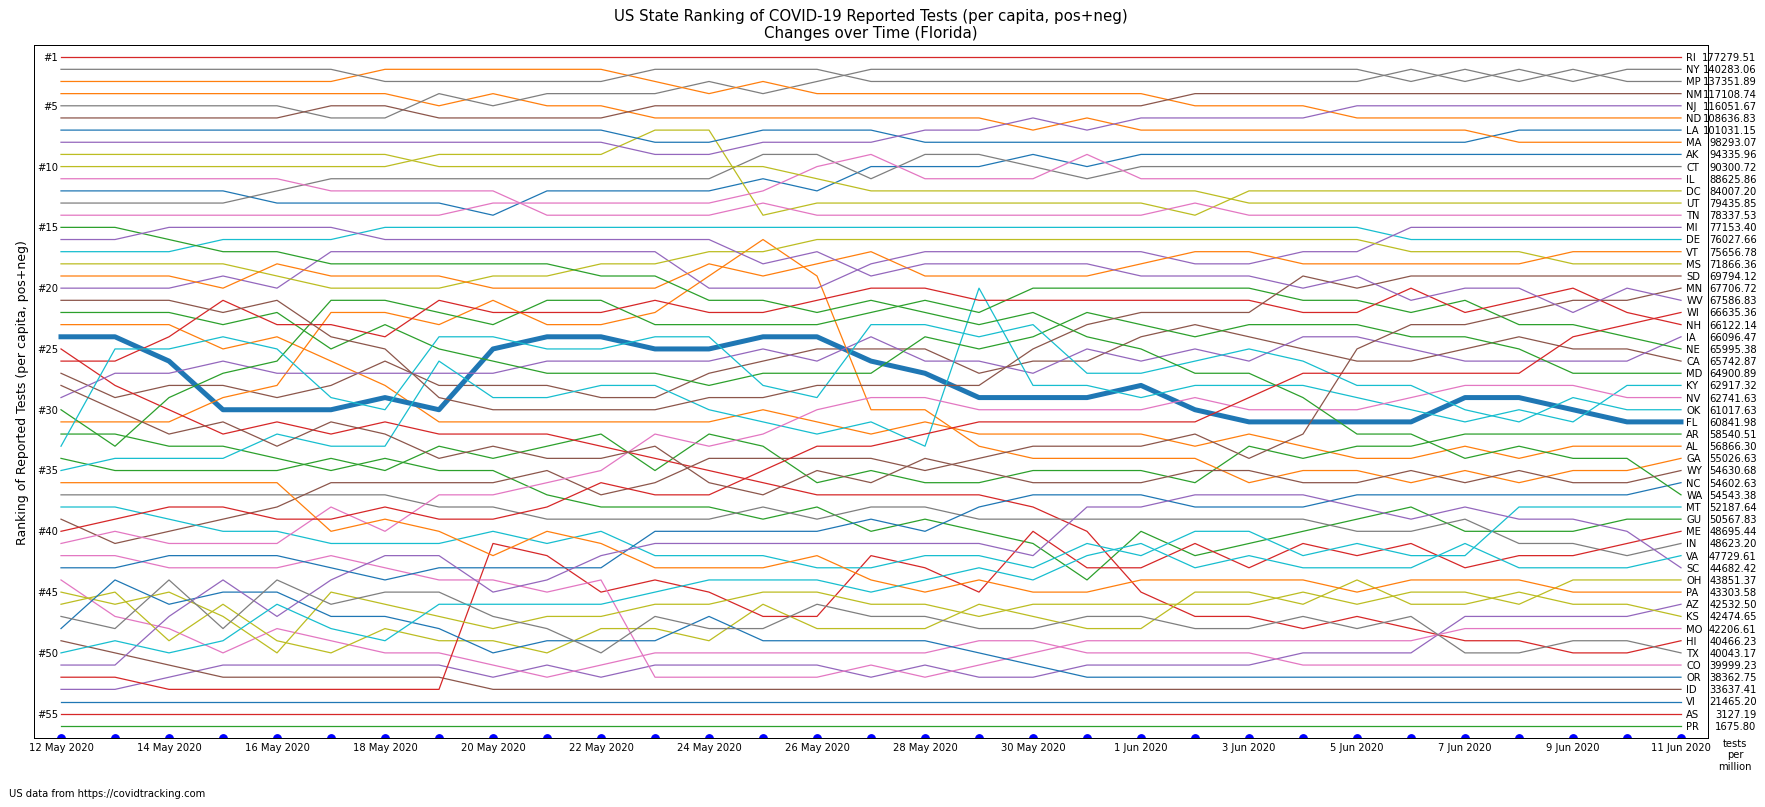 US State Ranking of COVID-19 Reported Tests (per capita, pos+neg)
Changes over Time (Florida)
Ranking of Reported Tests (per capita, pos+neg)
#1
#5
#10
#15
#20
#25
#30
#35
#40
#45
#50
#55
RI 177279.51
NY 140283.06
MP 137351.89
NM 117108.74
NJ 116051.67
ND 108636.83
LA 101031.15
MA 98293.07
AK 94335.96
CT 90300.72
IL 88625.86
DC 84007.20
UT 79435.85
TN 78337.53
MI 77153.40
DE 76027.66
VT 75656.78
MS 71866.36
SD 69794.12
MN 67706.72
WV 67586.83
WI 66635.36
NH 66122.14
IA 66096.47
NE 65995.38
CA 65742.87
MD 64900.89
KY 62917.32
NV 62741.63
OK 61017.63
FL 60841.98
AR 58540.51
AL 56866.30
GA 55026.63
WY 54630.68
NC 54602.63
WA 54543.38
MT 52187.64
GU 50567.83
ME 48695.44
IN 48623.20
VA 47729.61
SC 44682.42
OH 43851.37
PA 43303.58
AZ 42532.50
KS 42474.65
MO 42206.61
HI 40466.23
TX 40043.17
CO 39999.23
OR 38362.75
ID 33637.41
VI 21465.20
AS 3127.19
PR 1675.80
12 May 2020 14 May 2020 16 May 2020 18 May 2020 20 May 2020 22 May 2020 24 May 2020 26 May 2020 28 May 2020 30 May 2020 1 Jun 2020 3 Jun 2020 5 Jun 2020 7 Jun 2020 9 Jun 2020 11 Jun 2020
tests
per
million
US data from https://covidtracking.com